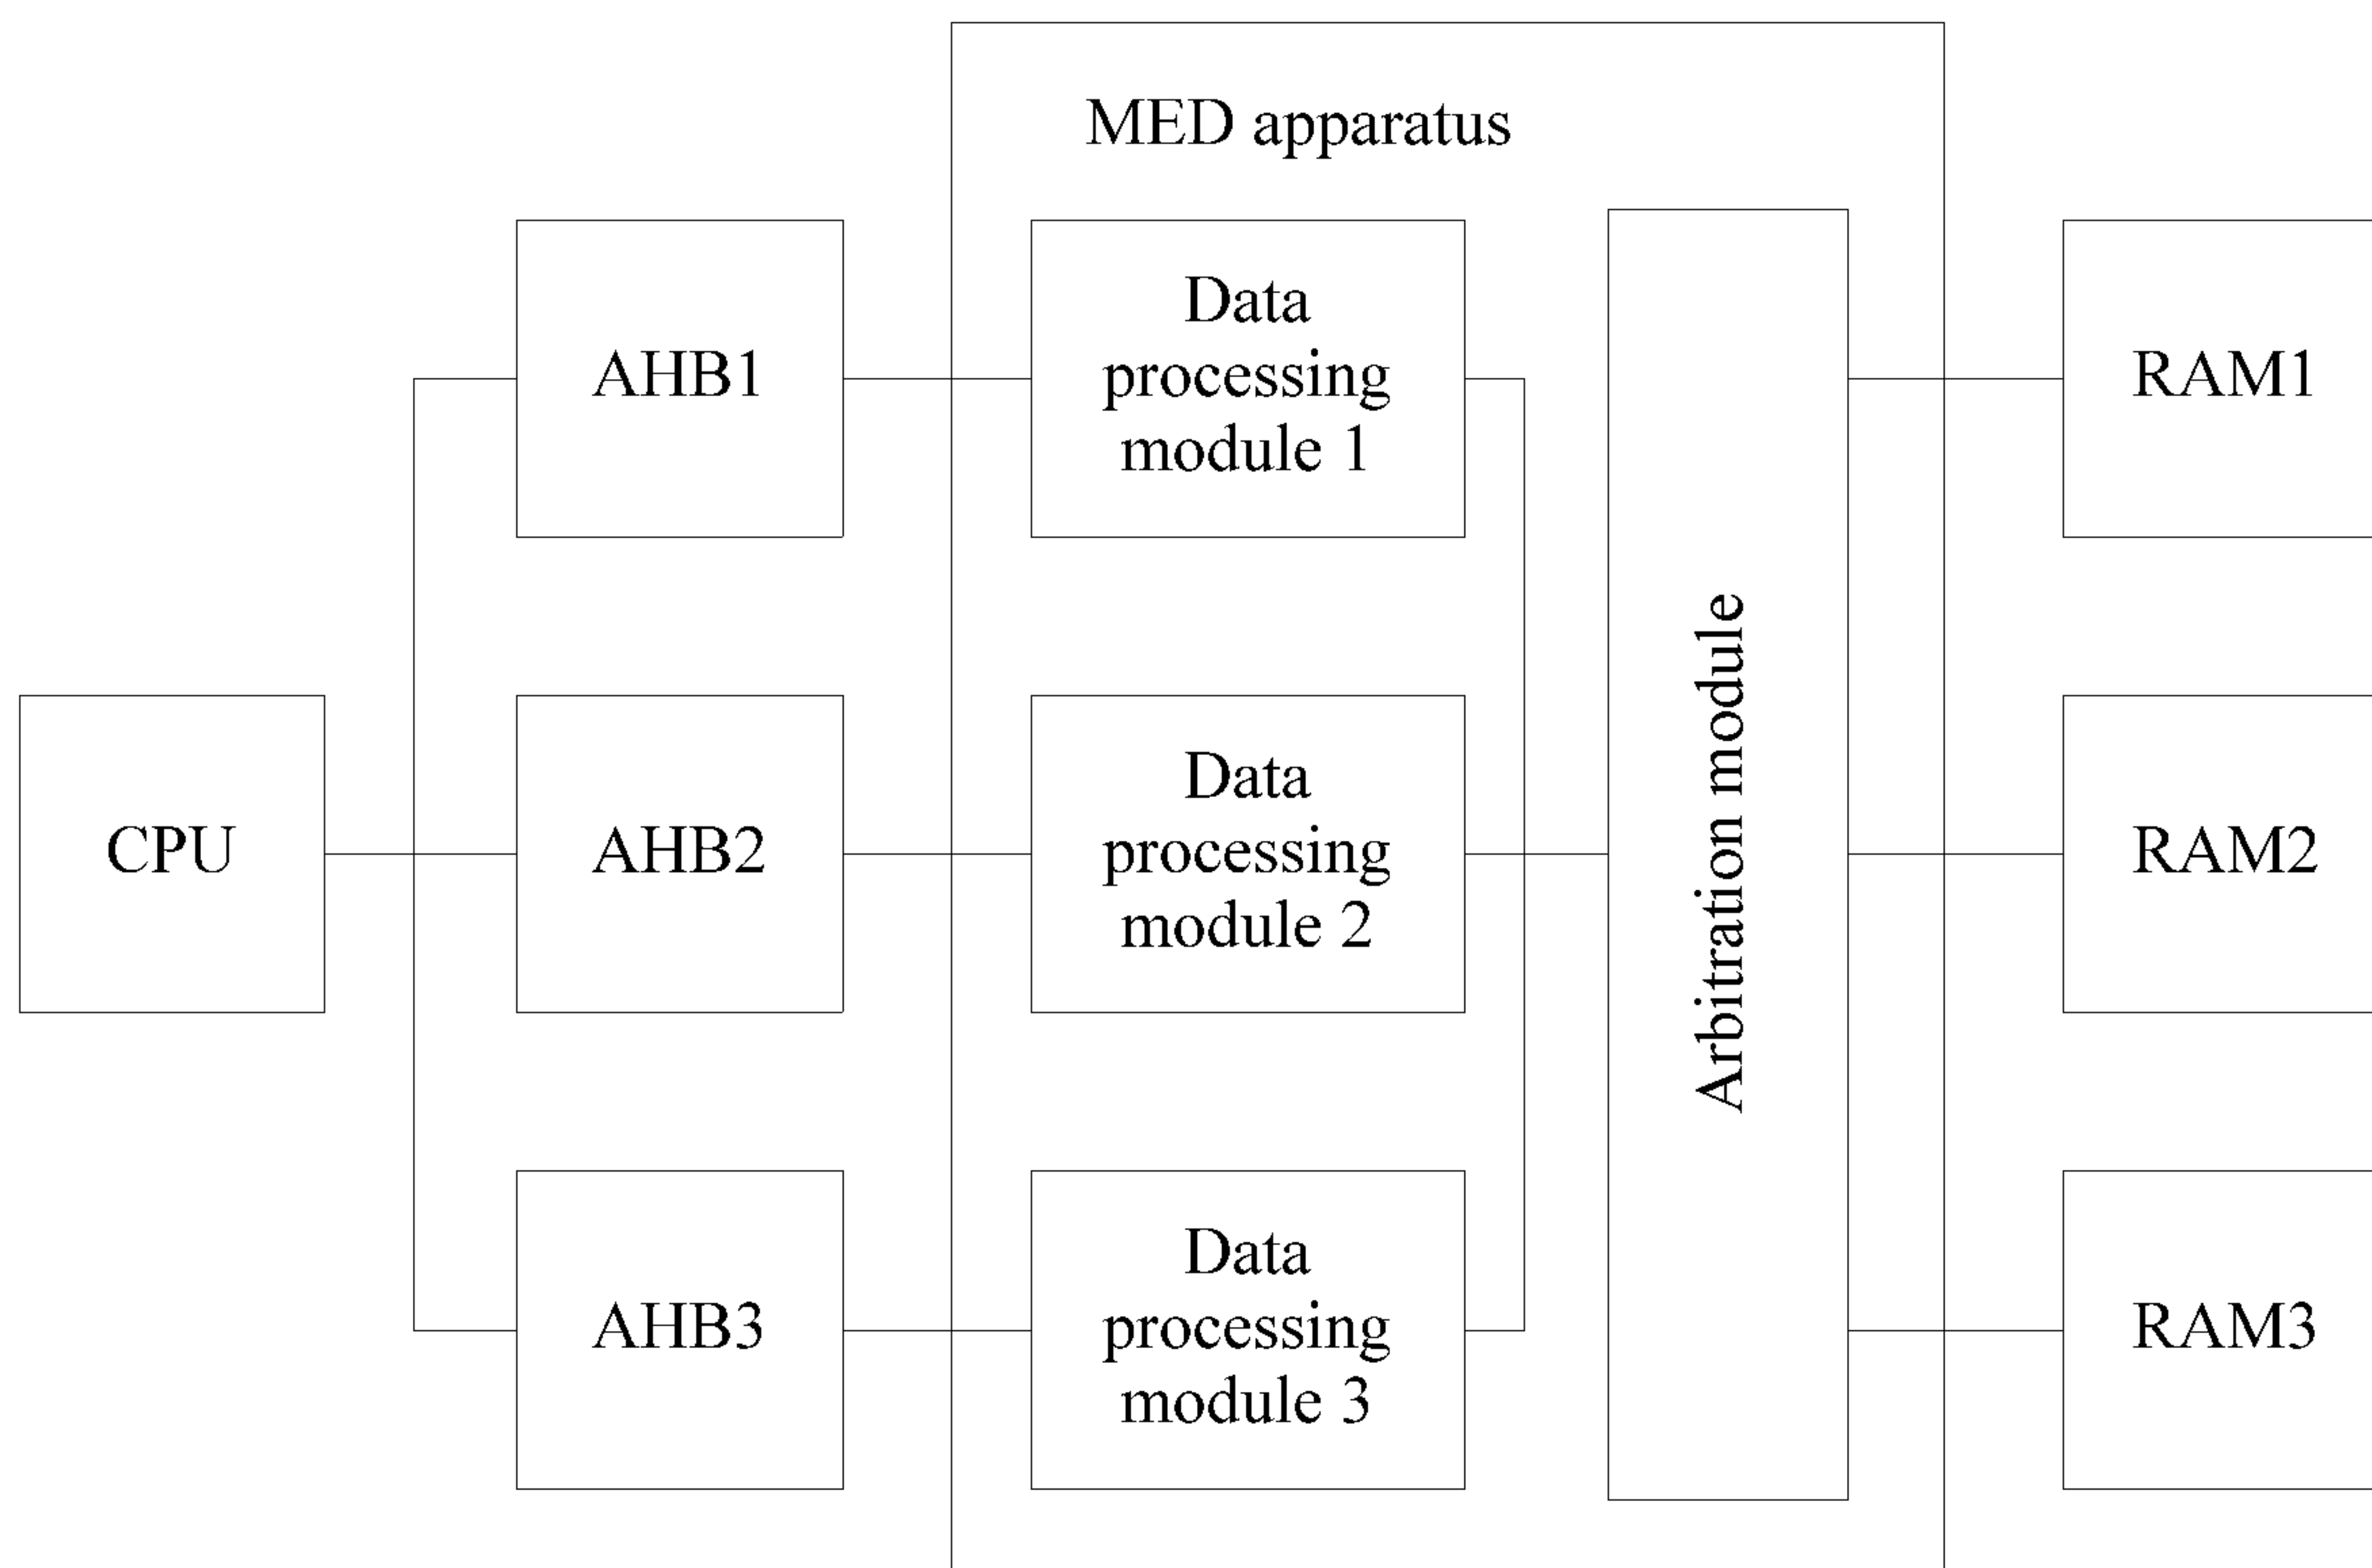 MED apparatus
AHB1
Data
processing
module 1
RAM1
CPU
AHB2
Data
processing
module 2
Arbitration module
RAM2
AHB3
Data
processing
module 3
RAM3